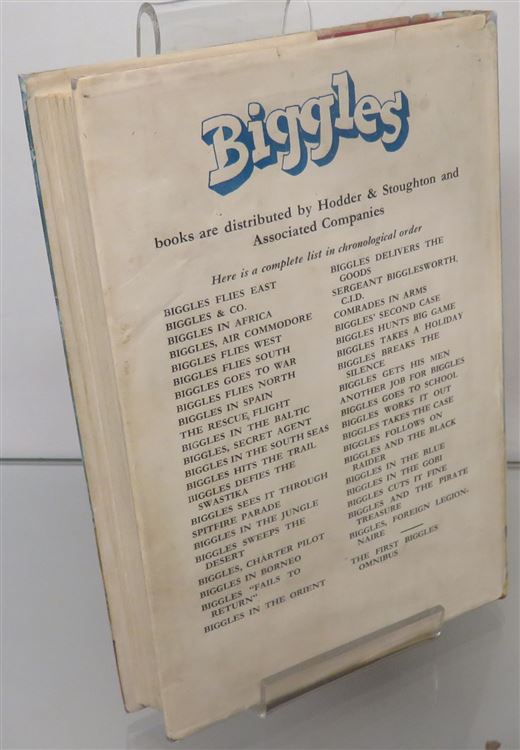 Biggles
books are distributed by Hodder & Stoughton and
Associated Companies
Here is a complete list in chronological order
BIGGLES FLIES EAST
BIGGLES & CO.
BIGGLES IN AFRICA
BIGGLES, AIR COMMODORE
BIGGLES FLIES WEST
BIGGLES FLIES SOUTH
BIGGLES GOES TO WAR
BIGGLES FLIES NORTH
BIGGLES IN SPAIN
THE RESCUE, FLIGHT
BIGGLES IN THE BALTIC
BIGGLES, SECRET AGENT
BIGGLES IN THE SOUTH SEAS
BIGGLES HITS THE TRAIL
BIGGLES DEFIES THE
SWASTIKA
BIGGLES SEES IT THROUGH
SPITFIRE PARADE
BIGGLES IN THE JUNGLE
BIGGLES SWEEPS THE
DESERT
BIGGLES, CHARTER PILOT
BIGGLES IN BORNEO
BIGGLES "FAILS TO
RETURN"
BIGGLES IN THE ORIENT
BIGGLES DELIVERS THE
GOODS
SERGEANT BIGGLESWORTH,
C.I.D.
COMRADES IN ARMS
BIGGLES' SECOND CASE
BIGGLES HUNTS BIG GAME
BIGGLES TAKES A HOLIDAY
BIGGLES BREAKS THE
SILENCE
BIGGLES GETS HIS MEN
ANOTHER JOB FOR BIGGLES
BIGGLES GOES TO SCHOOL
BIGGLES WORKS IT OUT
BIGGLES TAKES THE CASE
BIGGLES FOLLOWS ON
BIGGLES AND THE BLACK
RAIDER
BIGGLES IN THE BLUE
BIGGLES IN THE GOBI
BIGGLES CUTS IT FINE
BIGGLES AND THE PIRATE
TREASURE
BIGGLES, FOREIGN LEGION-
NAIRE
THE FIRST BIGGLES
OMNIBUS